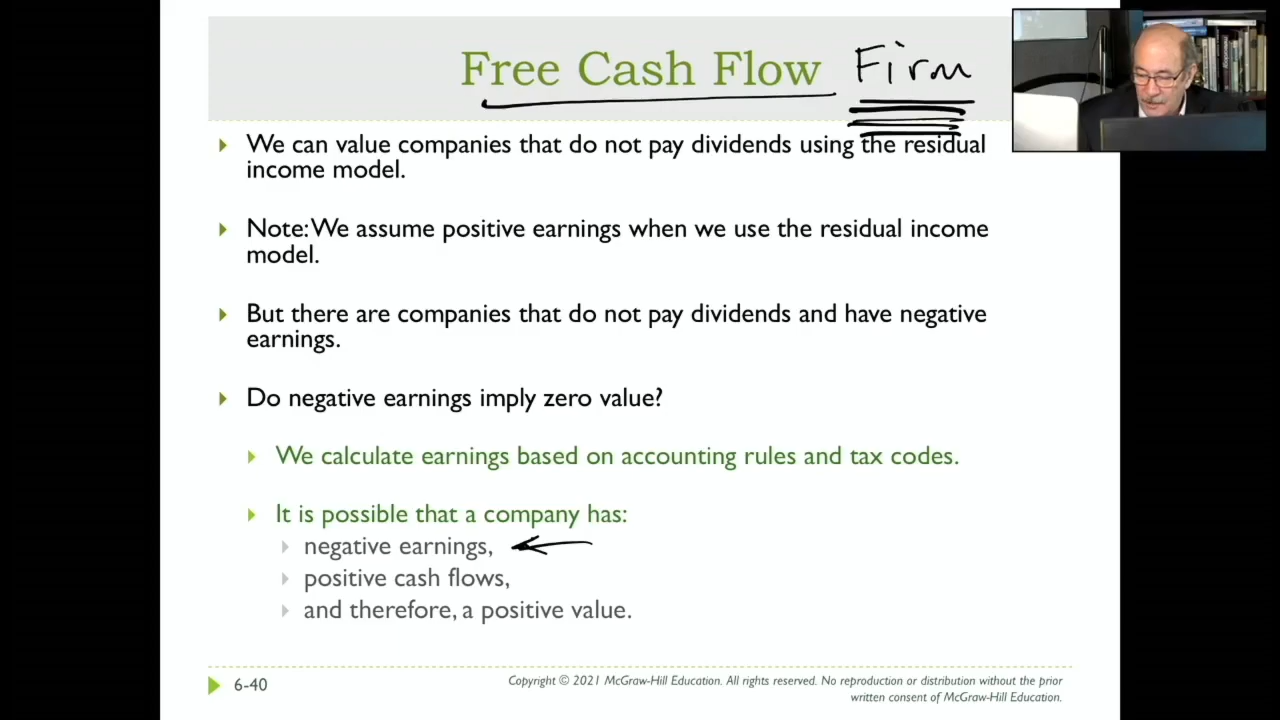 Free Cash Flow Firm
We can value companies that do not pay dividends using the residual
income model.
Note: We assume positive earnings when we use the residual income
model.
But there are companies that do not pay dividends and have negative
earnings.
Do negative earnings imply zero value?
We calculate earnings based on accounting rules and tax codes.
It is possible that a company has:
negative earnings,
positive cash flows,
and therefore, a positive value.
6-40
Copyright © 2021 McGraw-Hill Education. All rights reserved. No reproduction or distribution without the prior
written consent of McGraw-Hill Education.